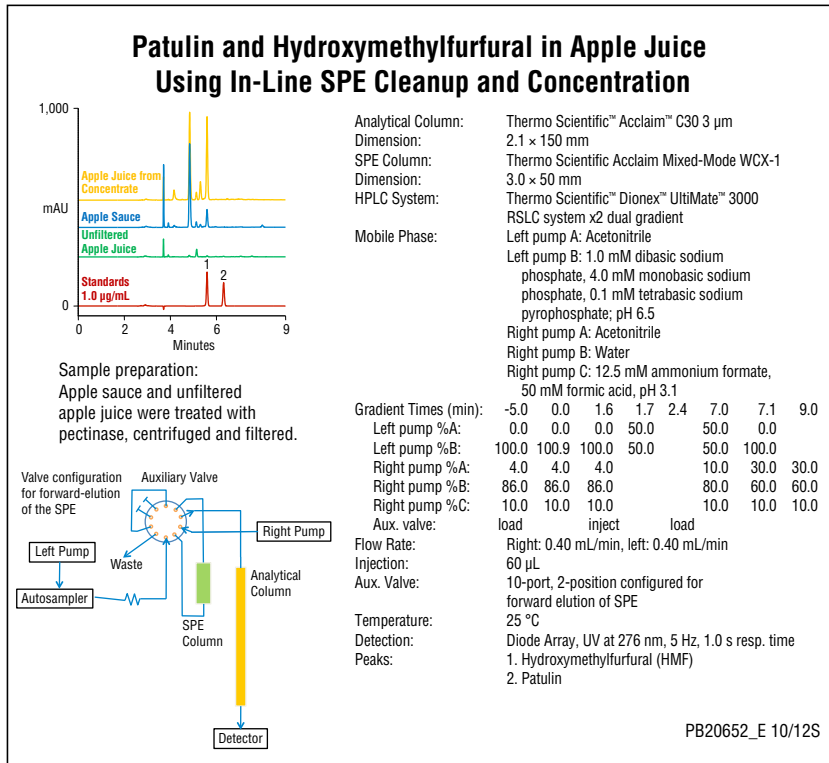 Patulin and Hydroxymethylfurfural in Apple Juice
Using In-Line SPE Cleanup and Concentration
1,000
mAU
0
Apple Juice from
Concentrate
Apple Sauce
Unfiltered
Apple Juice
Standards
1.0 µg/mL
1
2
0 2 4 6 9
Minutes
Sample preparation:
Apple sauce and unfiltered
apple juice were treated with
pectinase, centrifuged and filtered.
Valve configuration
for forward-elution
of the SPE
Auxiliary Valve
Right Pump
Left Pump
Waste
Autosampler
Analytical
Column
SPE
Column
Detector
Analytical Column: Thermo Scientific™ Acclaim™ C30 3 µm
Dimension: 2.1 × 150 mm
SPE Column: Thermo Scientific Acclaim Mixed-Mode WCX-1
Dimension: 3.0 × 50 mm
HPLC System: Thermo Scientific™ Dionex™ UltiMate™ 3000
RSLC system x2 dual gradient
Mobile Phase: Left pump A: Acetonitrile
Left pump B: 1.0 mM dibasic sodium
phosphate, 4.0 mM monobasic sodium
phosphate, 0.1 mM tetrabasic sodium
pyrophosphate; pH 6.5
Right pump A: Acetonitrile
Right pump B: Water
Right pump C: 12.5 mM ammonium formate,
50 mM formic acid, pH 3.1
Gradient Times (min): -5.0 0.0 1.6 1.7 2.4 7.0 7.1 9.0
Left pump %A: 0.0 0.0 0.0 50.0 50.0 0.0
Left pump %B: 100.0 100.9 100.0 50.0 50.0 100.0
Right pump %A: 4.0 4.0 4.0 10.0 30.0 30.0
Right pump %B: 86.0 86.0 86.0 80.0 60.0 60.0
Right pump %C: 10.0 10.0 10.0 10.0 10.0 10.0
Aux. valve: load inject load
Flow Rate: Right: 0.40 mL/min, left: 0.40 mL/min
Injection: 60 µL
Aux. Valve: 10-port, 2-position configured for
forward elution of SPE
Temperature: 25 °C
Detection: Diode Array, UV at 276 nm, 5 Hz, 1.0 s resp. time
Peaks: 1. Hydroxymethylfurfural (HMF)
2. Patulin
PB20652_E 10/12S